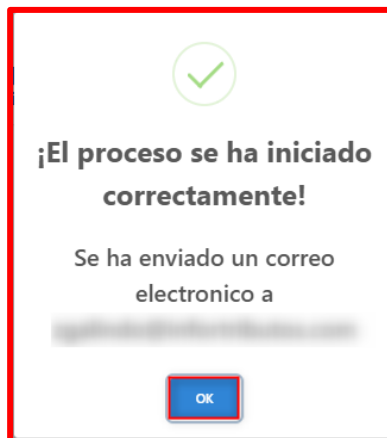 ¡El proceso se ha iniciado
correctamente!
Se ha enviado un correo
electronico a
OK